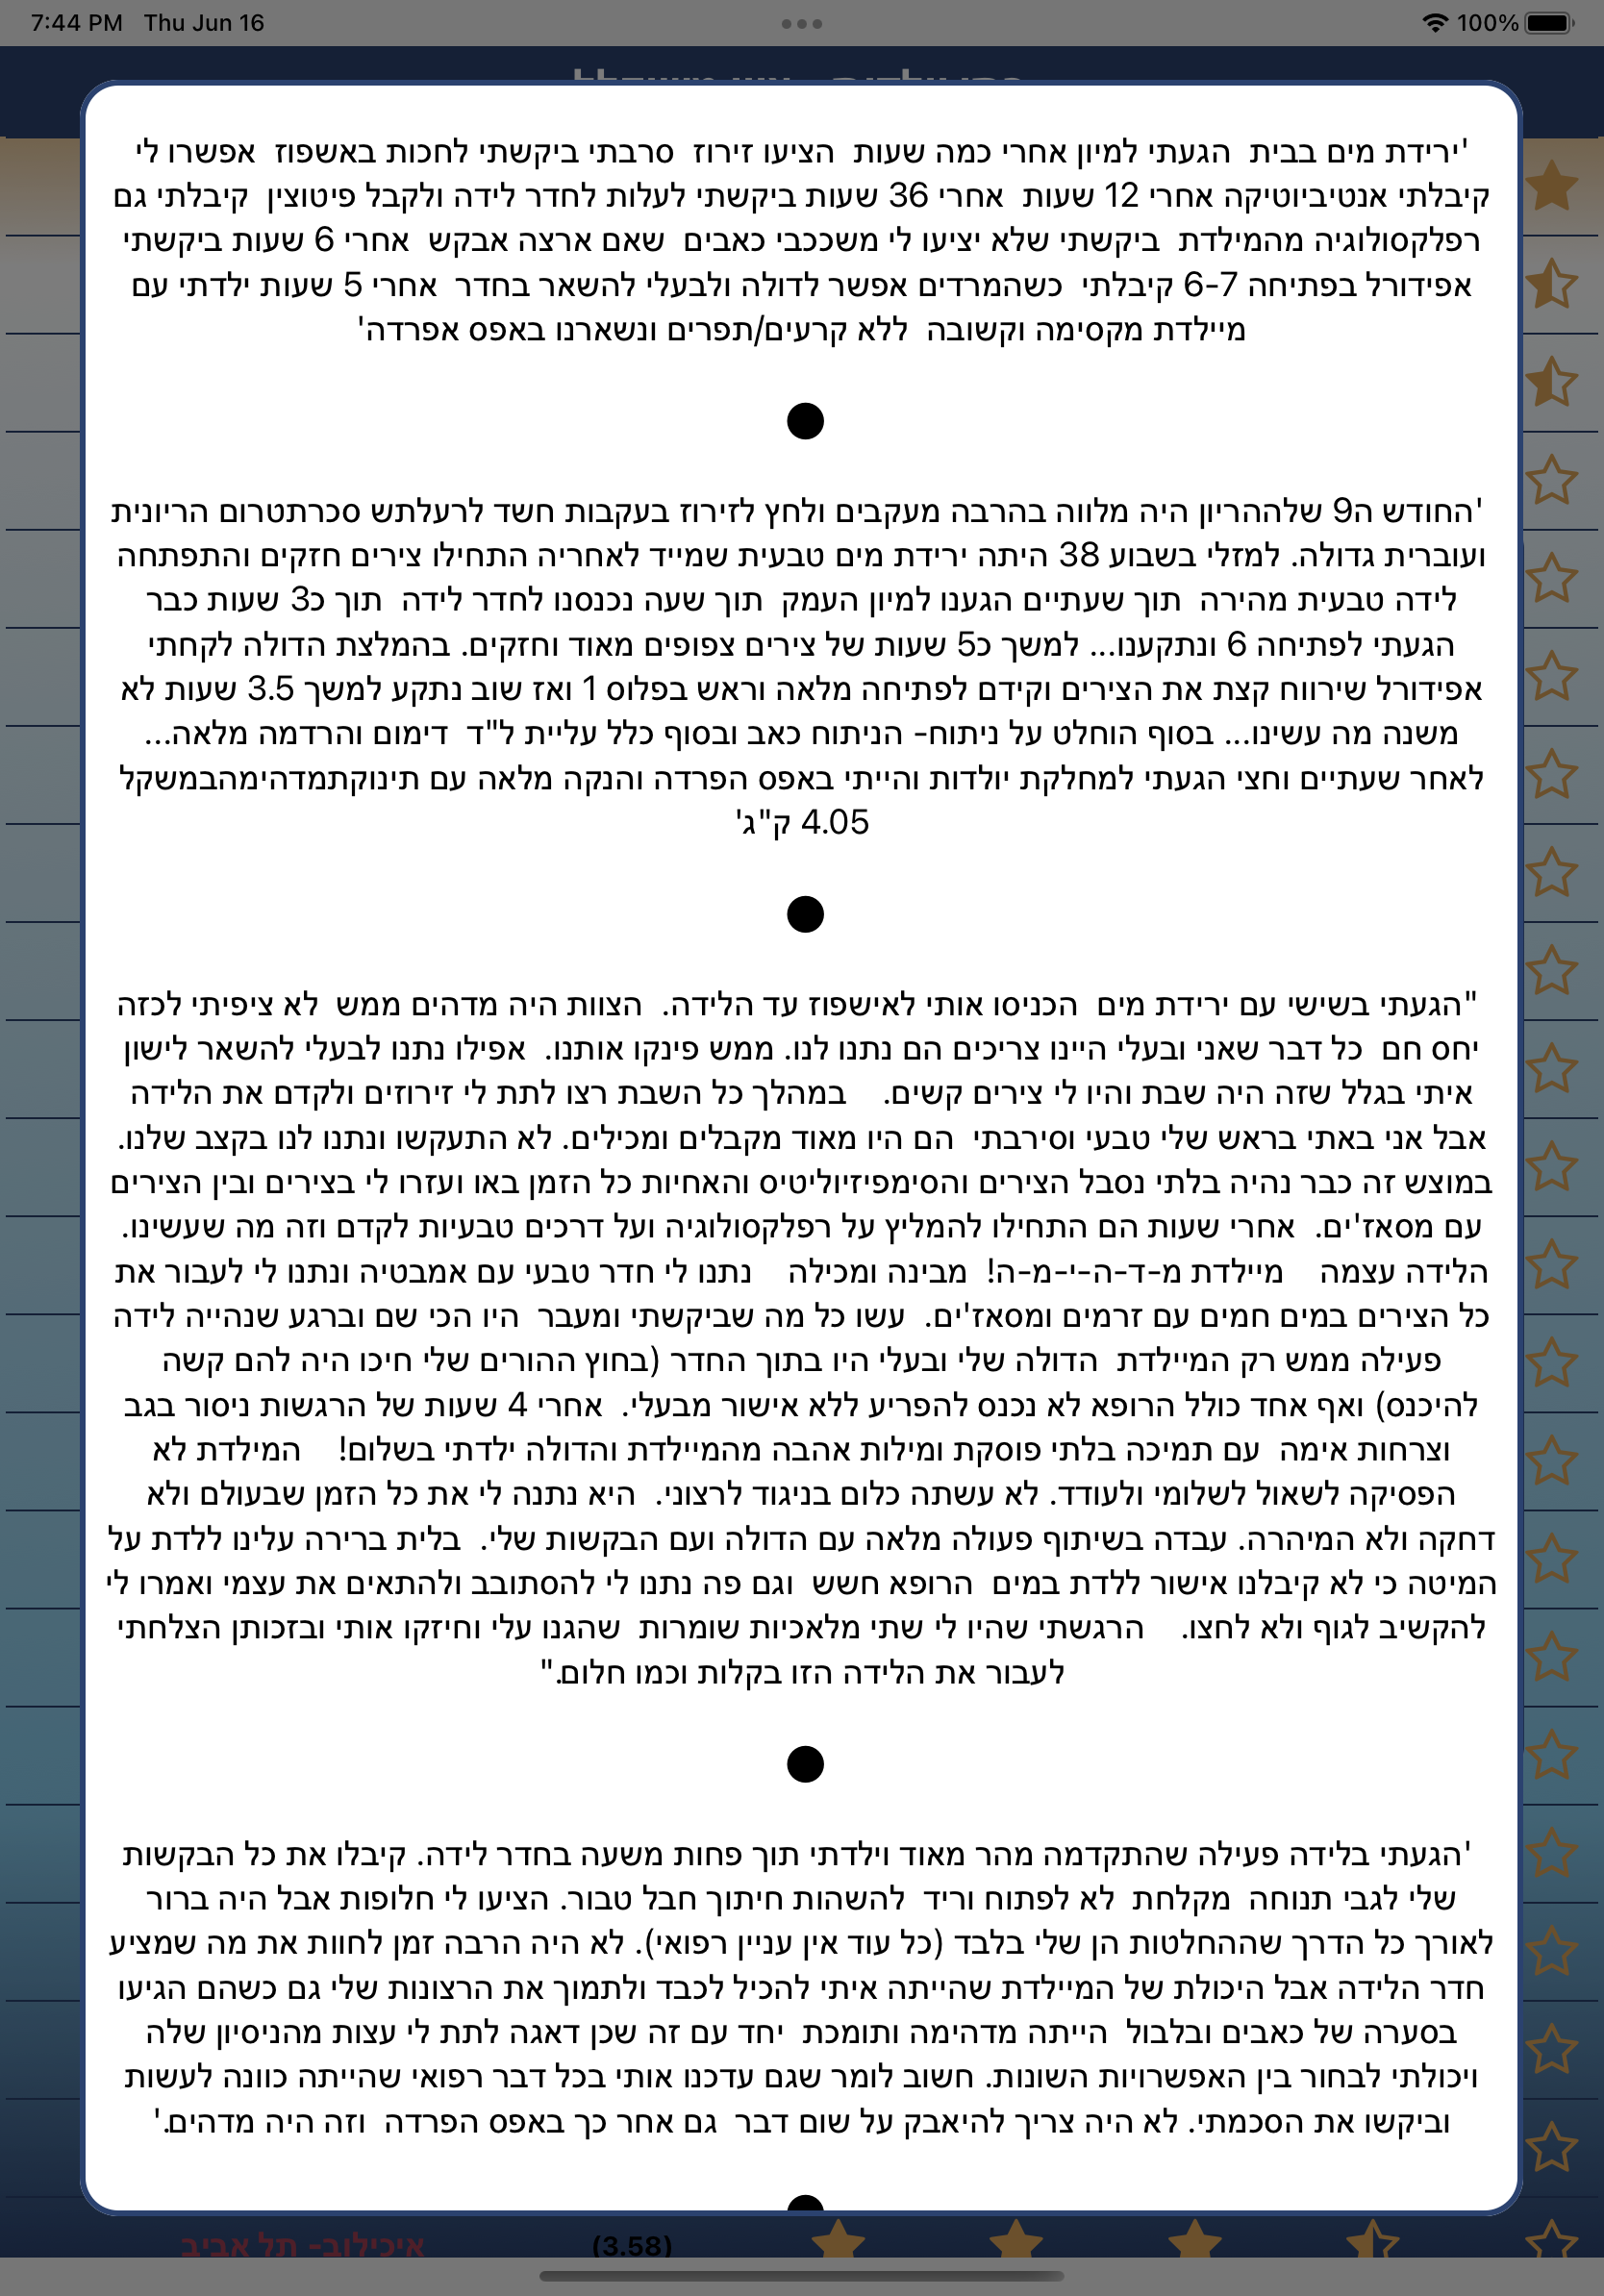 7:44 PM Thu Jun 16
100%
'ירידת מים בבית  הגעתי למיון אחרי כמה שעות  הציעו זירוז  סרבתי ביקשתי לחכות באשפוז  אפשרו לי
קיבלתי אנטיביוטיקה אחרי 12 שעות  אחרי 36 שעות ביקשתי לעלות לחדר לידה ולקבל פיטוצין  קיבלתי גם
רפלקסולוגיה מהמילדת  ביקשתי שלא יציעו לי משככבי כאבים  שאם ארצה אבקש  אחרי 6 שעות ביקשתי
אפידורל בפתיחה 6-7 קיבלתי  כשהמרדים אפשר לדולה ולבעלי להשאר בחדר  אחרי 5 שעות ילדתי עם
מיילדת מקסימה וקשובה  ללא קרעים/תפרים ונשארנו באפס אפרדה'
'החודש ה9 שלההריון היה מלווה בהרבה מעקבים ולחץ לזירוז בעקבות חשד לרעלתש סכרתטרום הריונית
ועוברית גדולה. למזלי בשבוע 38 היתה ירידת מים טבעית שמייד לאחריה התחילו צירים חזקים והתפתחה
לידה טבעית מהירה  תוך שעתיים הגענו למיון העמק  תוך שעה נכנסנו לחדר לידה  תוך כ3 שעות כבר
הגעתי לפתיחה 6 ונתקענו... למשך כ5 שעות של צירים צפופים מאוד וחזקים. בהמלצת הדולה לקחתי
אפידורל שירווח קצת את הצירים וקידם לפתיחה מלאה וראש בפלוס 1 ואז שוב נתקע למשך 3.5 שעות לא
משנה מה עשינו... בסוף הוחלט על ניתוח- הניתוח כאב ובסוף כלל עליית ל"ד  דימום והרדמה מלאה...
לאחר שעתיים וחצי הגעתי למחלקת יולדות והייתי באפס הפרדה והנקה מלאה עם תינוקתמדהימהבמשקל
4.05 ק"ג'
"הגעתי בשישי עם ירידת מים  הכניסו אותי לאישפוז עד הלידה.  הצוות היה מדהים ממש  לא ציפיתי לכזה
יחס חם  כל דבר שאני ובעלי היינו צריכים הם נתנו לנו. ממש פינקו אותנו.  אפילו נתנו לבעלי להשאר לישון
איתי בגלל שזה היה שבת והיו לי צירים קשים.    במהלך כל השבת רצו לתת לי זירוזים ולקדם את הלידה
אבל אני באתי בראש שלי טבעי וסירבתי  הם היו מאוד מקבלים ומכילים. לא התעקשו ונתנו לנו בקצב שלנו.
במוצש זה כבר נהיה בלתי נסבל הצירים והסימפיזיוליטיס והאחיות כל הזמן באו ועזרו לי בצירים ובין הצירים
עם מסאז'ים.  אחרי שעות הם התחילו להמליץ על רפלקסולוגיה ועל דרכים טבעיות לקדם וזה מה שעשינו.
הלידה עצמה    מיילדת מ-ד-ה-י-מ-ה!  מבינה ומכילה    נתנו לי חדר טבעי עם אמבטיה ונתנו לי לעבור את
כל הצירים במים חמים עם זרמים ומסאז'ים.  עשו כל מה שביקשתי ומעבר  היו הכי שם וברגע שנהייה לידה
פעילה ממש רק המיילדת  הדולה שלי ובעלי היו בתוך החדר (בחוץ ההורים שלי חיכו היה להם קשה
להיכנס) ואף אחד כולל הרופא לא נכנס להפריע ללא אישור מבעלי.  אחרי 4 שעות של הרגשות ניסור בגב
וצרחות אימה  עם תמיכה בלתי פוסקת ומילות אהבה מהמיילדת והדולה ילדתי בשלום!    המילדת לא
הפסיקה לשאול לשלומי ולעודד. לא עשתה כלום בניגוד לרצוני.  היא נתנה לי את כל הזמן שבעולם ולא
דחקה ולא המיהרה. עבדה בשיתוף פעולה מלאה עם הדולה ועם הבקשות שלי.  בלית ברירה עלינו ללדת על
המיטה כי לא קיבלנו אישור ללדת במים  הרופא חשש  וגם פה נתנו לי להסתובב ולהתאים את עצמי ואמרו לי
להקשיב לגוף ולא לחצו.    הרגשתי שהיו לי שתי מלאכיות שומרות  שהגנו עלי וחיזקו אותי ובזכותן הצלחתי
לעבור את הלידה הזו בקלות וכמו חלום."
'הגעתי בלידה פעילה שהתקדמה מהר מאוד וילדתי תוך פחות משעה בחדר לידה. קיבלו את כל הבקשות
שלי לגבי תנוחה  מקלחת  לא לפתוח וריד  להשהות חיתוך חבל טבור. הציעו לי חלופות אבל היה ברור
לאורך כל הדרך שההחלטות הן שלי בלבד (כל עוד אין עניין רפואי). לא היה הרבה זמן לחוות את מה שמציע
חדר הלידה אבל היכולת של המיילדת שהייתה איתי להכיל לכבד ולתמוך את הרצונות שלי גם כשהם הגיעו
בסערה של כאבים ובלבול  הייתה מדהימה ותומכת  יחד עם זה שכן דאגה לתת לי עצות מהניסיון שלה
ויכולתי לבחור בין האפשרויות השונות. חשוב לומר שגם עדכנו אותי בכל דבר רפואי שהייתה כוונה לעשות
וביקשו את הסכמתי. לא היה צריך להיאבק על שום דבר  גם אחר כך באפס הפרדה  וזה היה מדהים.'
איכילוב- תל אביב (3.58)